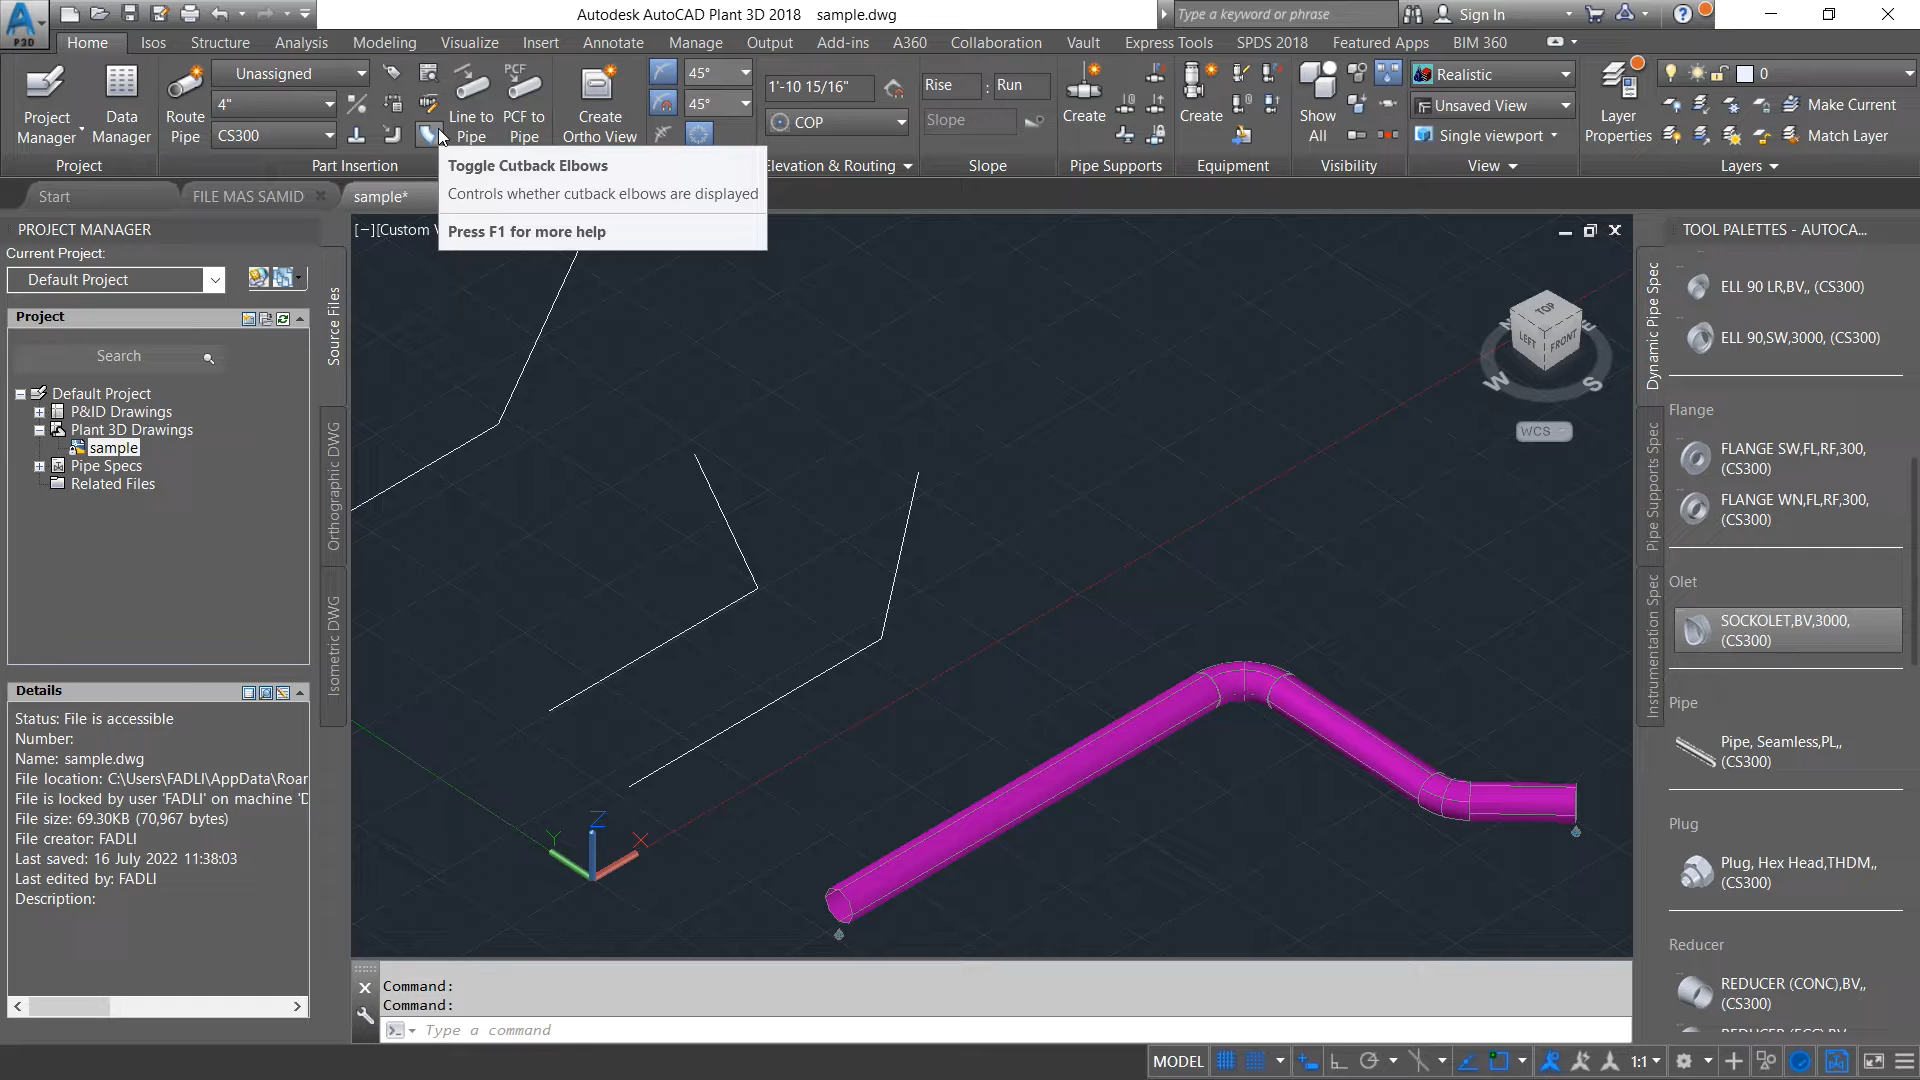 P3D
Autodesk AutoCAD Plant 3D 2018 sample.dwg
Type a keyword or phrase
Sign In
Home Isos Structure Analysis Modeling Visualize Insert Annotate Manage Output Add-ins A360 Collaboration Vault Express Tools SPDS 2018 Featured Apps BIM 360
Project
Manager
Data
Manager
Project
Route
Pipe
Unassigned
4"
CS300
Line to
Pipe
PCF
PCF to
Pipe
Part Insertion
Create
Ortho View
45°
45°
1'-10 15/16"
COP
Elevation & Routing
Rise : Run
Slope
Slope
Create
Pipe Supports
Create
Equipment
Show
All
Visibility
Realistic
Unsaved View
Single viewport
View
Layer
Properties
0
Make Current
Match Layer
Layers
Toggle Cutback Elbows
Controls whether cutback elbows are displayed
Press F1 for more help
Start
FILE MAS SAMID
sample*
PROJECT MANAGER
Current Project:
Default Project
Project
Search
Default Project
P&ID Drawings
Plant 3D Drawings
sample
Pipe Specs
Related Files
Source Files
Orthographic DWG
Isometric DWG
Details
Status: File is accessible
Number:
Name: sample.dwg
File location: C:\Users\FADLI\AppData\Roar
File is locked by user 'FADLI' on machine 'D
File size: 69.30KB (70,967 bytes)
File creator: FADLI
Last saved: 16 July 2022 11:38:03
Last edited by: FADLI
Description:
[−][Custom V
TOP
LEFT
FRONT
N
E
W
S
WCS
Z
Y
X
Command:
Command:
Type a command
MODEL
1:1
TOOL PALETTES - AUTOCA...
Dynamic Pipe Spec
Pipe Supports Spec
Instrumentation Spec
ELL 90 LR,BV,, (CS300)
ELL 90,SW,3000, (CS300)
Flange
FLANGE SW,FL,RF,300,
(CS300)
FLANGE WN,FL,RF,300,
(CS300)
Olet
SOCKOLET,BV,3000,
(CS300)
Pipe
Pipe, Seamless,PL,,
(CS300)
Plug
Plug, Hex Head,THDM,,
(CS300)
Reducer
REDUCER (CONC),BV,,
(CS300)